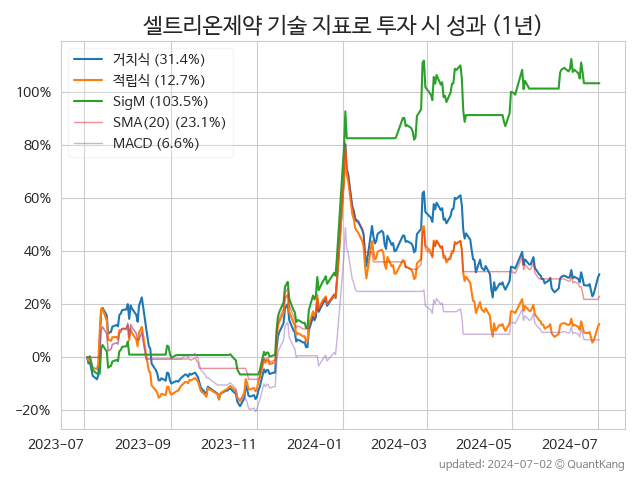 셀트리온제약 기술 지표로 투자 시 성과 (1년)
거치식 (31.4%)
적립식 (12.7%)
SigM (103.5%)
SMA(20) (23.1%)
MACD (6.6%)
100%
80%
60%
40%
20%
0%
−20%
2023-07 2023-09 2023-11 2024-01 2024-03 2024-05 2024-07
updated: 2024-07-02 © QuantKang